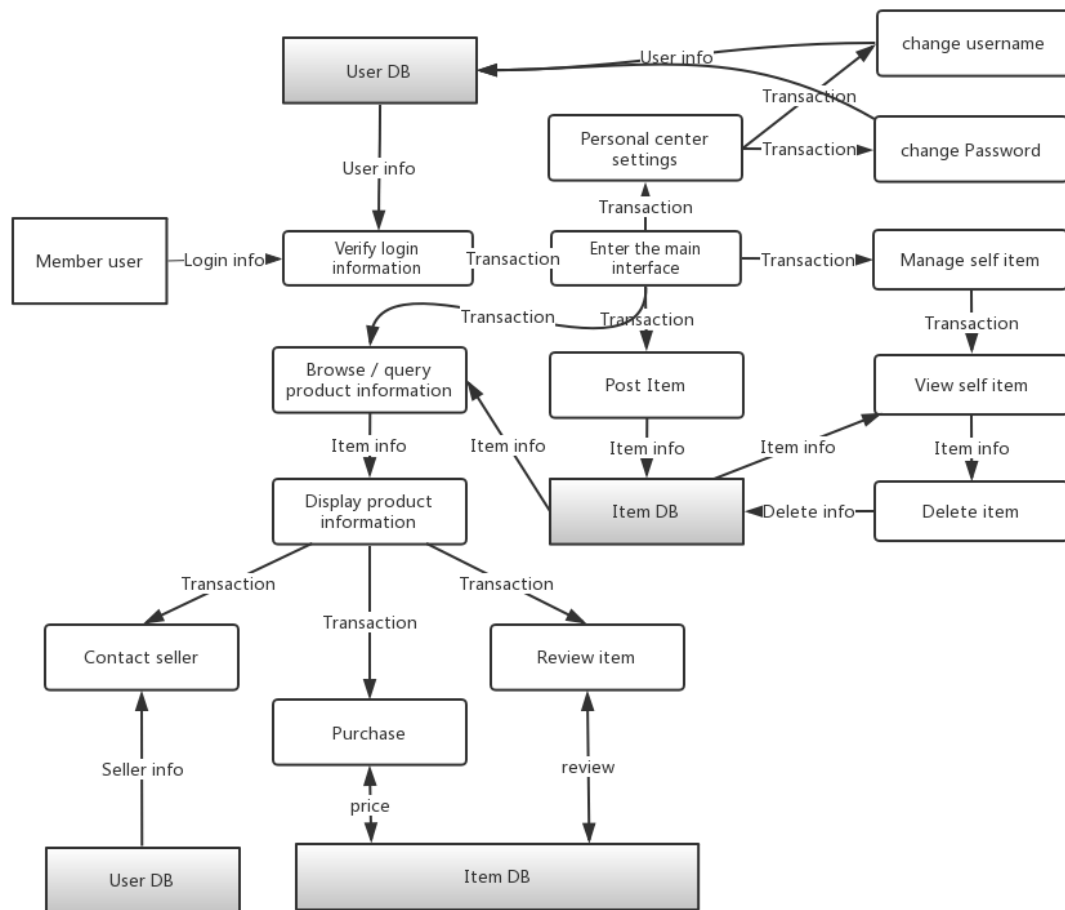 change username
User DB
User info
Transaction
Personal center
settings
Transaction
change Password
User info
Transaction
Member user
Login info
Verify login
information
Transaction
Enter the main
interface
Transaction
Manage self item
Transaction
Transaction
Transaction
Browse / query
product information
Post Item
View self item
Item info
Item info
Item info
Item info
Item info
Display product
information
Item DB
Delete info
Delete item
Transaction
Transaction
Transaction
Contact seller
Review item
Purchase
Seller info
review
price
User DB
Item DB